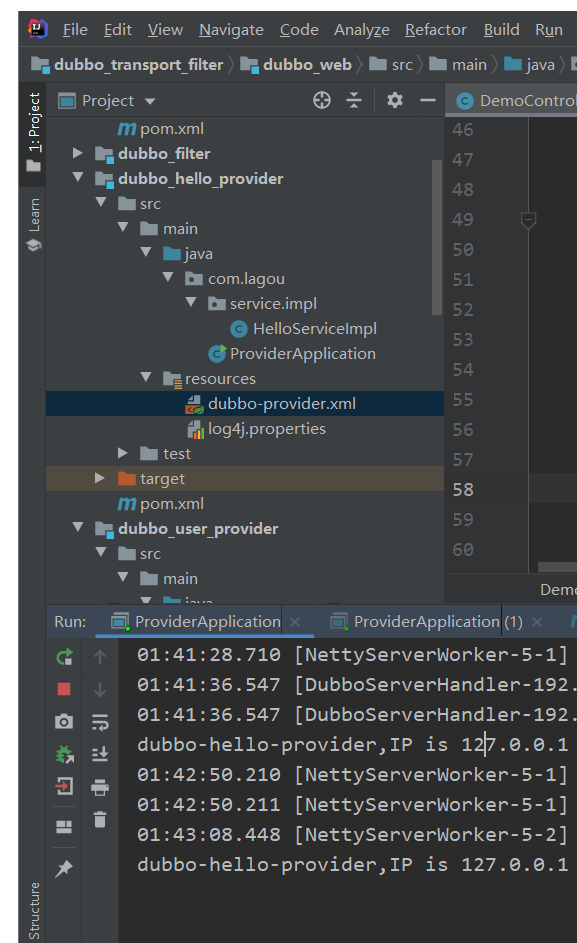 File Edit View Navigate Code Analyze Refactor Build Run
dubbo_transport_filter dubbo_web src main java
1: Project
Learn
Structure
Project
DemoControl
pom.xml
dubbo_filter
dubbo_hello_provider
src
main
java
com.lagou
service.impl
HelloServiceImpl
ProviderApplication
resources
dubbo-provider.xml
log4j.properties
test
target
pom.xml
dubbo_user_provider
src
main
java
46
47
48
49
50
51
52
53
54
55
56
57
58
59
60
Demo
Run: ProviderApplication ProviderApplication (1)
01:41:28.710 [NettyServerWorker-5-1]
01:41:36.547 [DubboServerHandler-192.
01:41:36.547 [DubboServerHandler-192.
dubbo-hello-provider,IP is 127.0.0.1
01:42:50.210 [NettyServerWorker-5-1]
01:42:50.211 [NettyServerWorker-5-1]
01:43:08.448 [NettyServerWorker-5-2]
dubbo-hello-provider,IP is 127.0.0.1